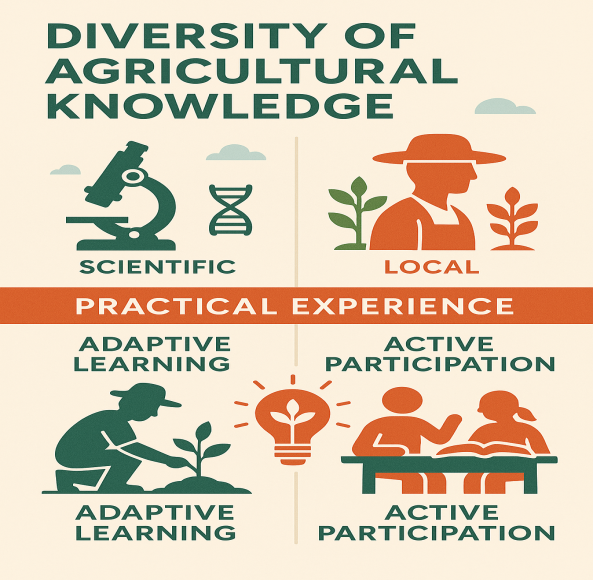 DIVERSITY OF
AGRICULTURAL
KNOWLEDGE
SCIENTIFIC
LOCAL
PRACTICAL EXPERIENCE
ADAPTIVE
LEARNING
ACTIVE
PARTICIPATION
ADAPTIVE
LEARNING
ACTIVE
PARTICIPATION